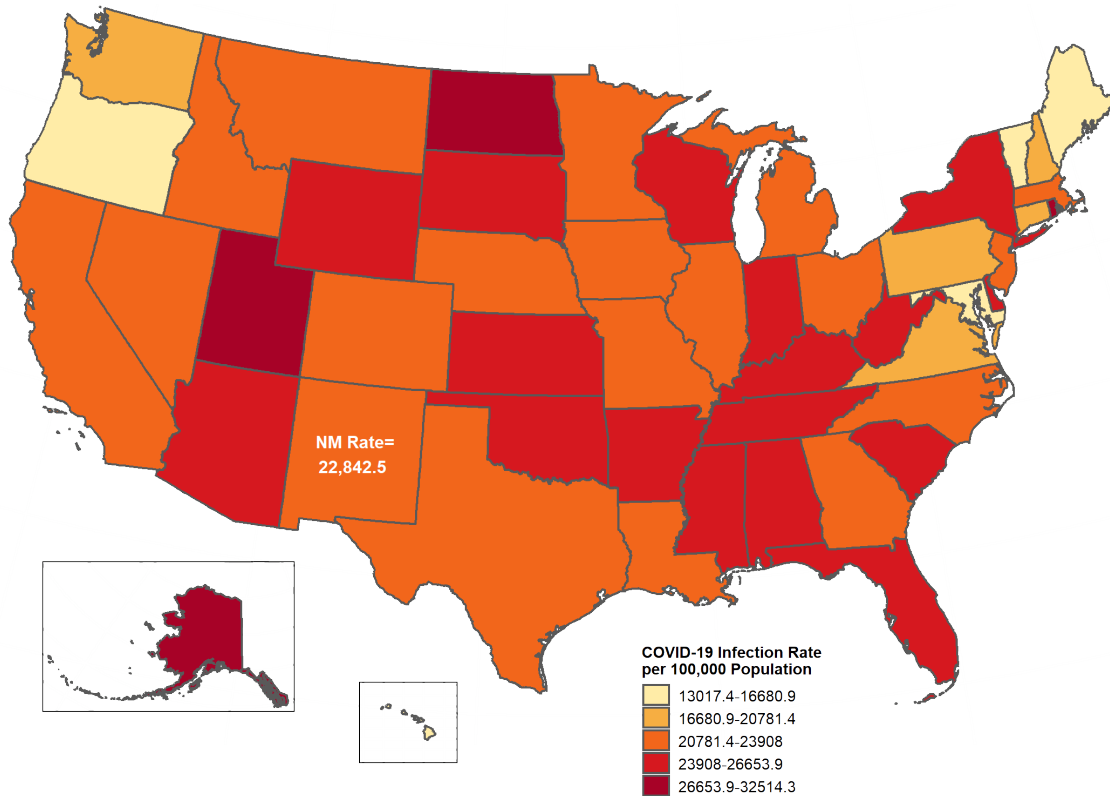 NM Rate=
22,842.5
COVID-19 Infection Rate
per 100,000 Population
13017.4-16680.9
16680.9-20781.4
20781.4-23908
23908-26653.9
26653.9-32514.3